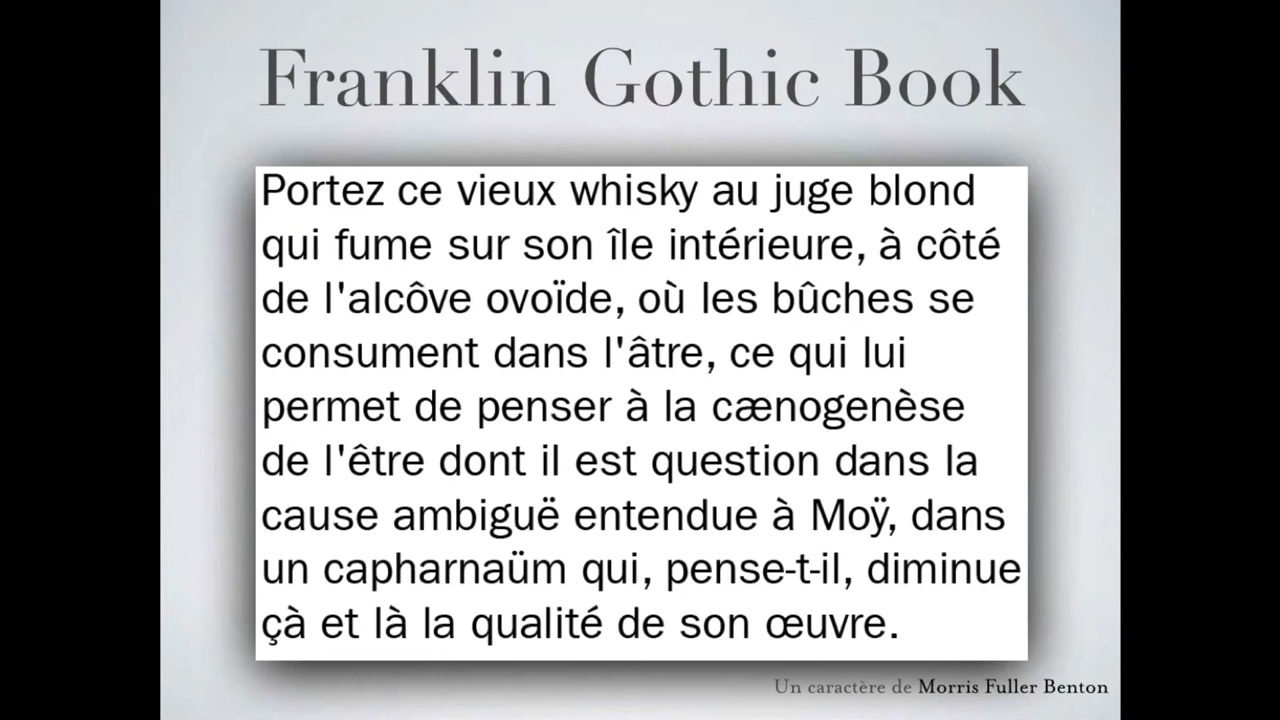 Franklin Gothic Book
Portez ce vieux whisky au juge blond
qui fume sur son île intérieure, à côté
de l'alcôve ovoïde, où les bûches se
consument dans l'âtre, ce qui lui
permet de penser à la cænogenèse
de l'être dont il est question dans la
cause ambiguë entendue à Moÿ, dans
un capharnaüm qui, pense-t-il, diminue
çà et là la qualité de son œuvre.
Un caractère de Morris Fuller Benton